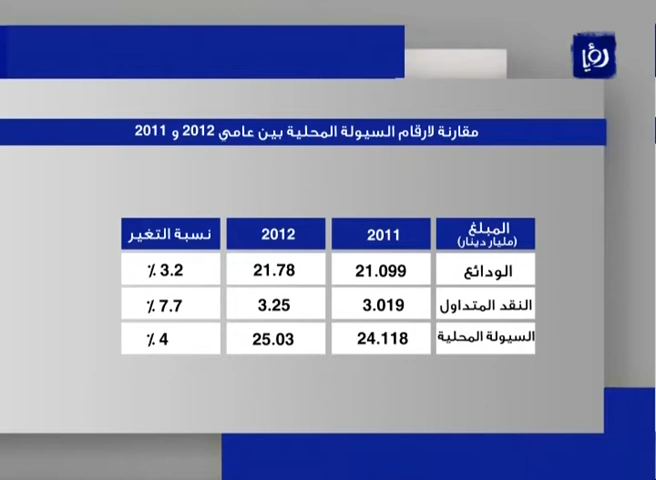 رؤيا
مقارنة لارقام السيولة المحلية بين عامي 2012 و 2011
المبلغ (مليار دينار) 2011 2012 نسبة التغير
الودائع 21.099 21.78 3.2 ٪
النقد المتداول 3.019 3.25 7.7 ٪
السيولة المحلية 24.118 25.03 4 ٪